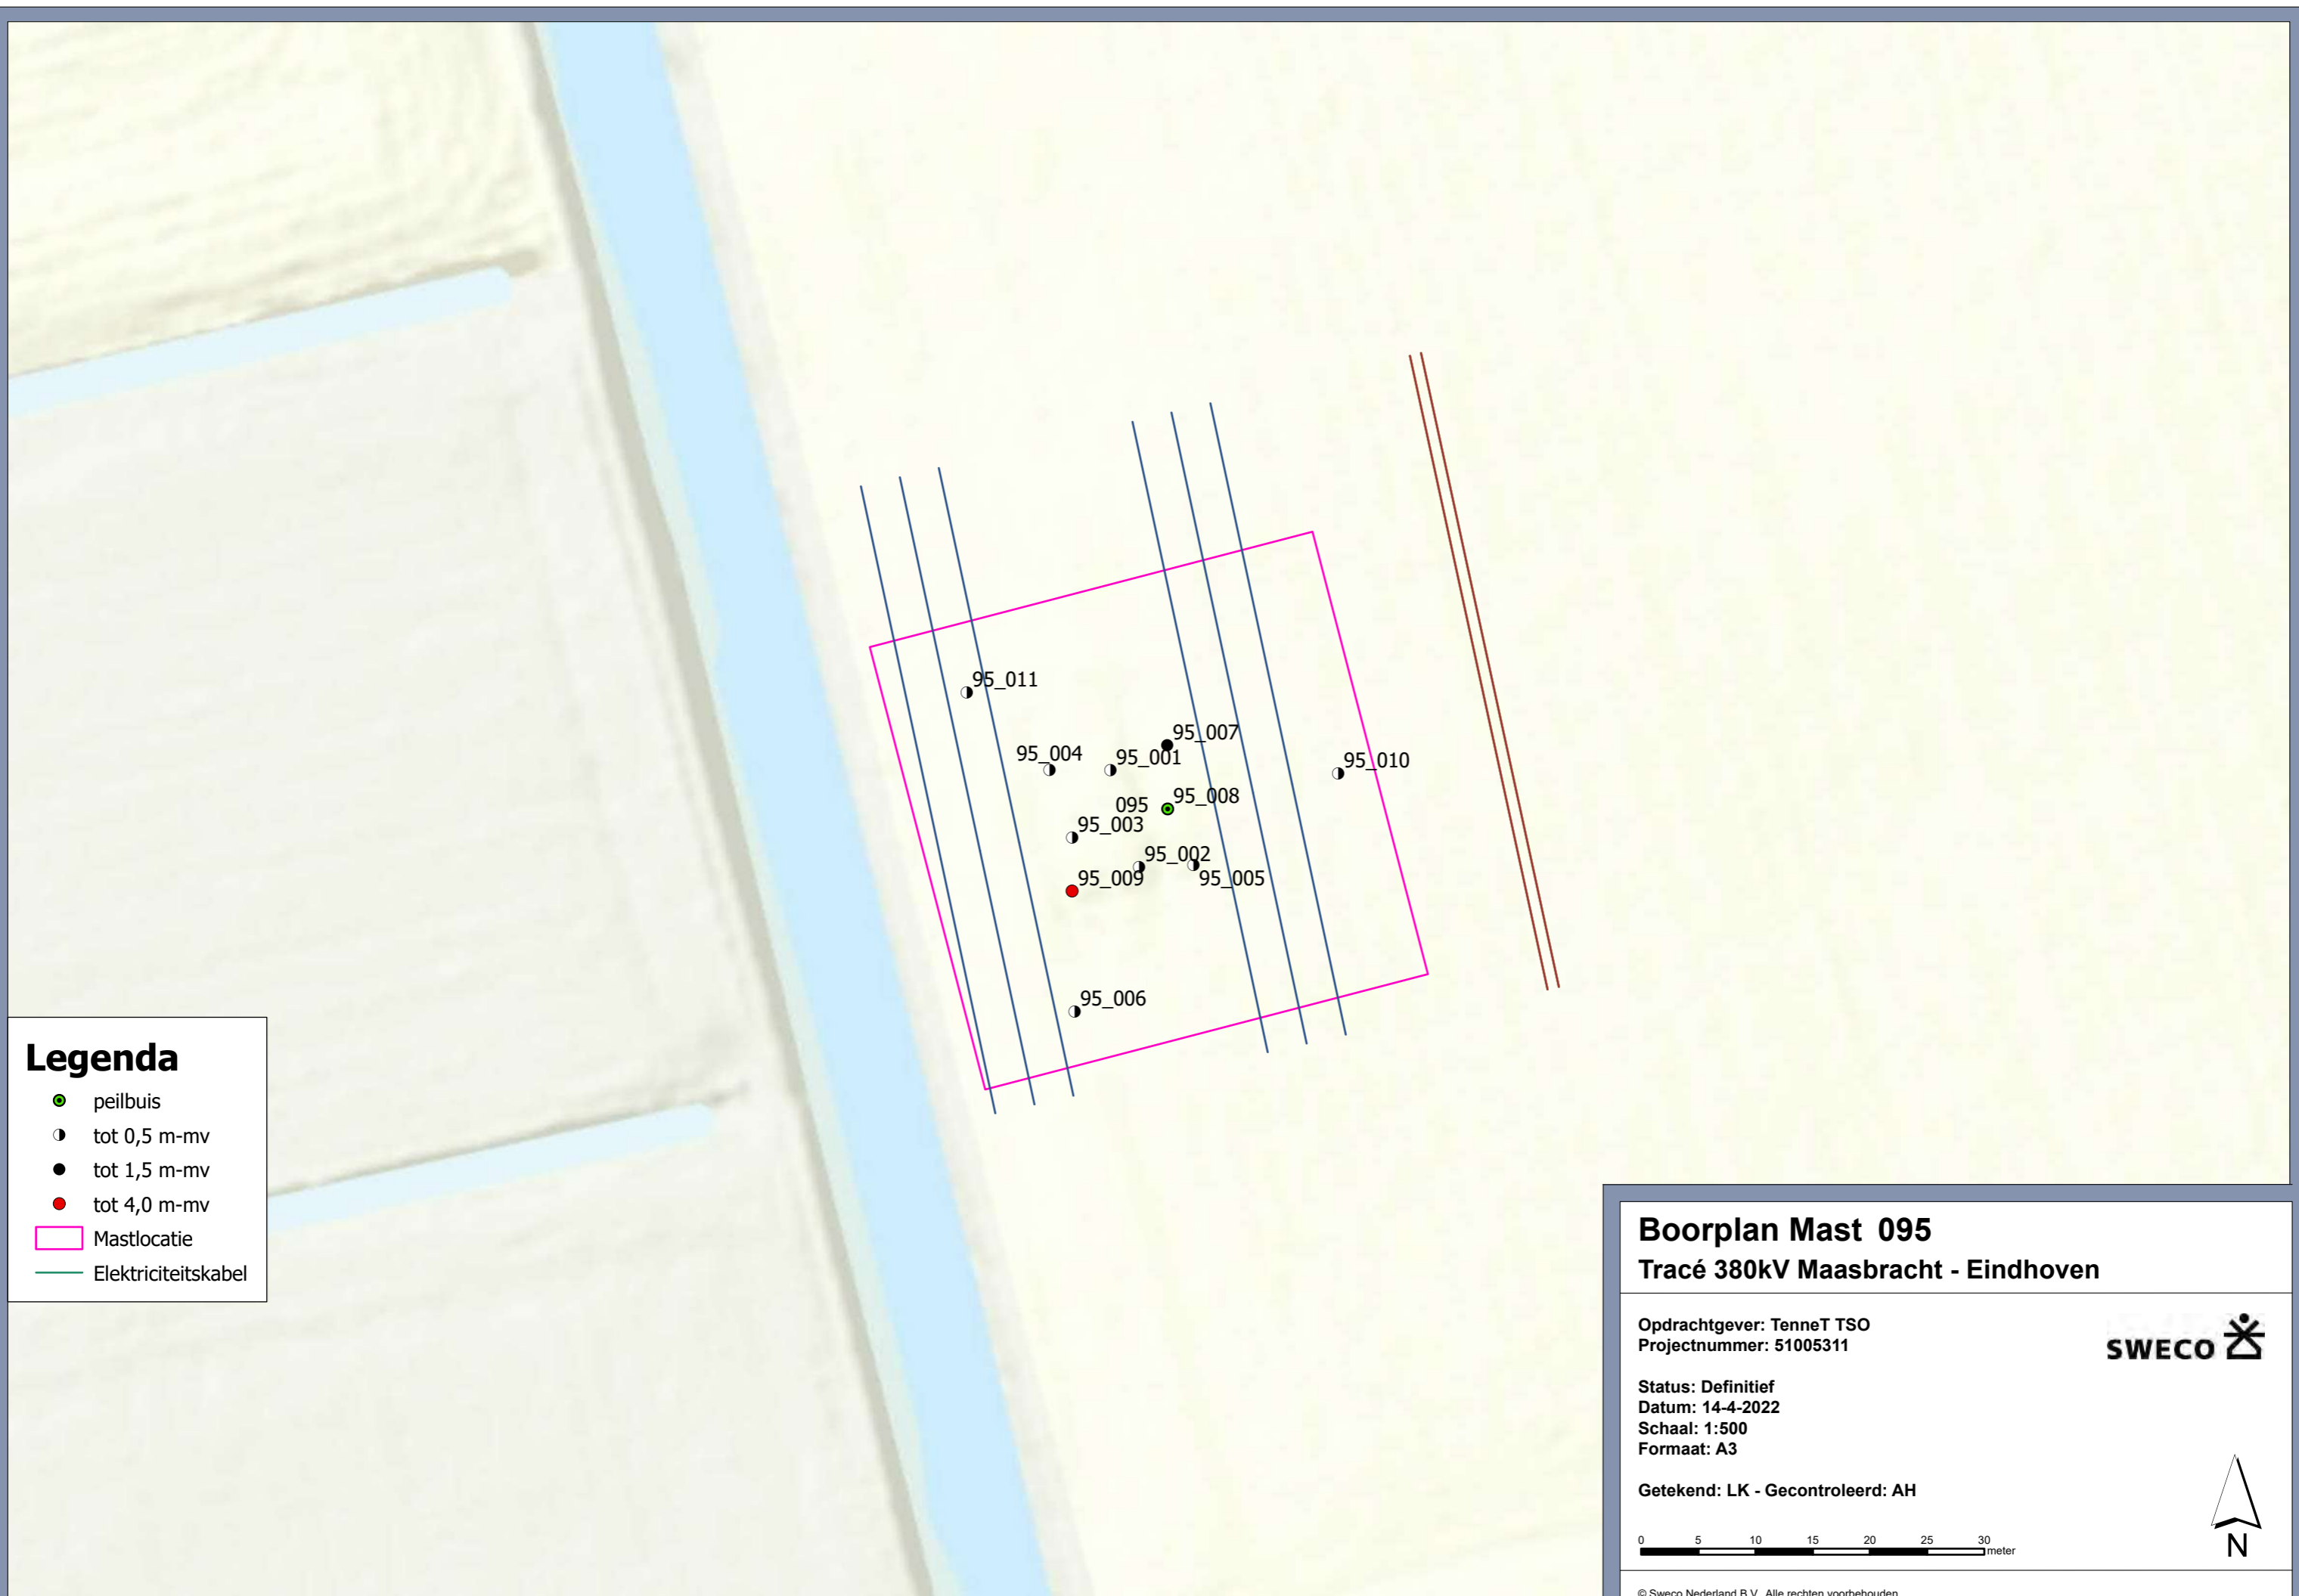 95_011
95_007
95_004
95_001
95_010
95_008
095
95_003
95_002
95_009
95_005
95_006
Legenda
peilbuis
tot 0,5 m-mv
tot 1,5 m-mv
tot 4,0 m-mv
Mastlocatie
Elektriciteitskabel
Boorplan Mast 095
Tracé 380kV Maasbracht - Eindhoven
Opdrachtgever: TenneT TSO
Projectnummer: 51005311
SWECO
Status: Definitief
Datum: 14-4-2022
Schaal: 1:500
Formaat: A3
Getekend: LK - Gecontroleerd: AH
0 5 10 15 20 25 30
meter
N
© Sweco Nederland B.V. Alle rechten voorbehouden